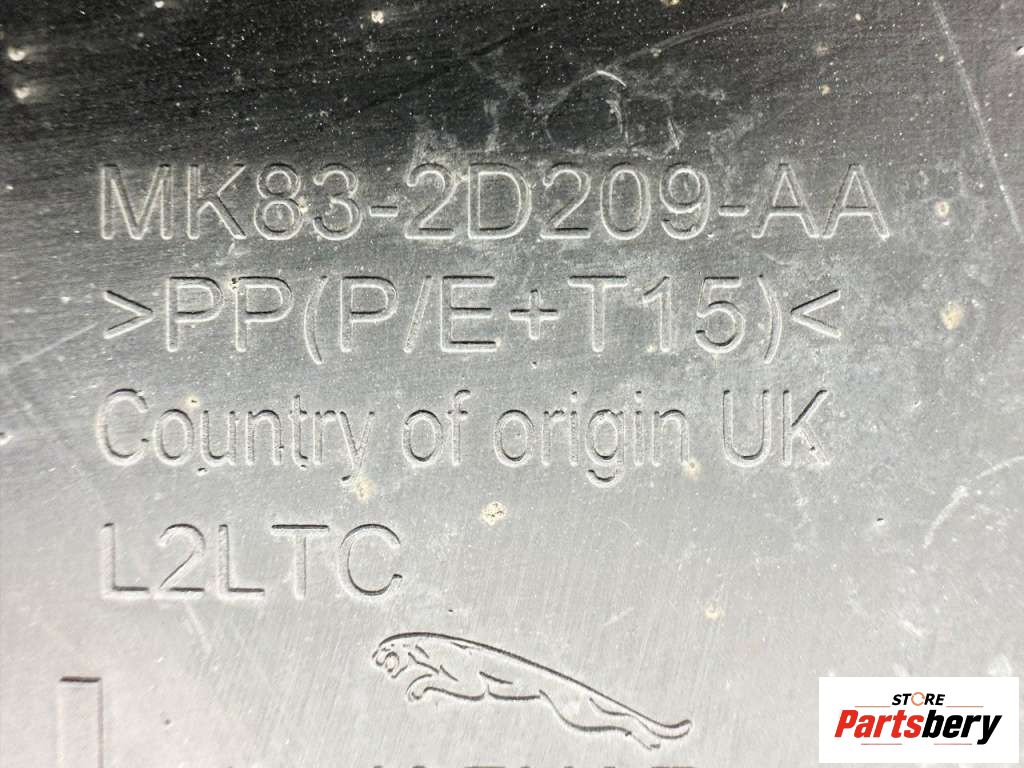 MK83-2D209-AA
>PP(P/E+T15)<
Country of origin UK
L2LTC
STORE
Partsbery